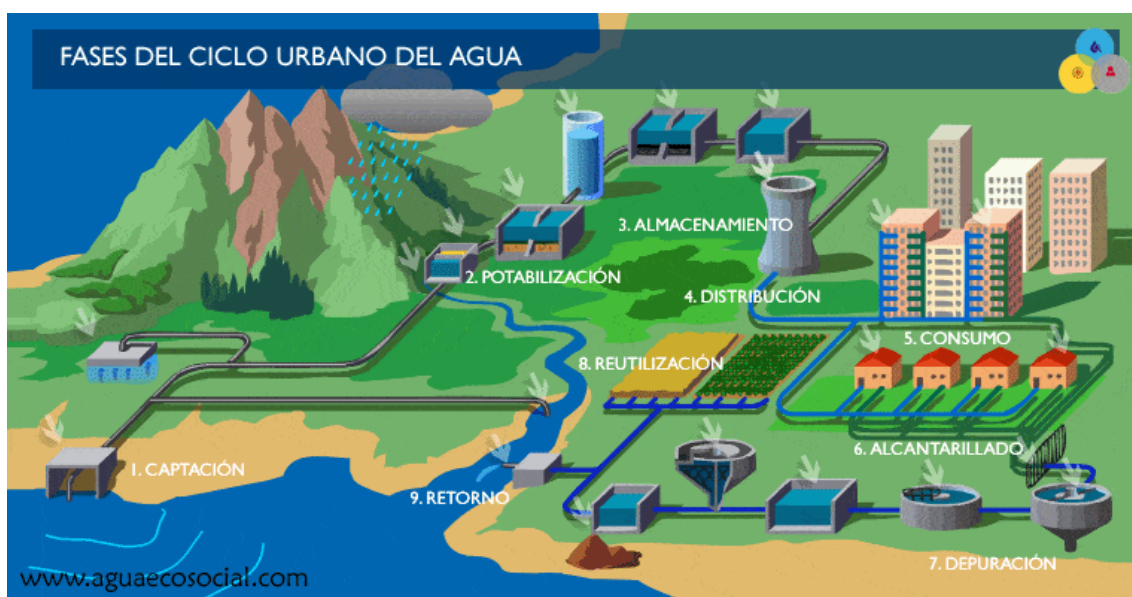 FASES DEL CICLO URBANO DEL AGUA
3. ALMACENAMIENTO
2. POTABILIZACIÓN
4. DISTRIBUCIÓN
5. CONSUMO
8. REUTILIZACIÓN
6. ALCANTARILLADO
1. CAPTACIÓN
9. RETORNO
7. DEPURACIÓN
www.aguaecosocial.com